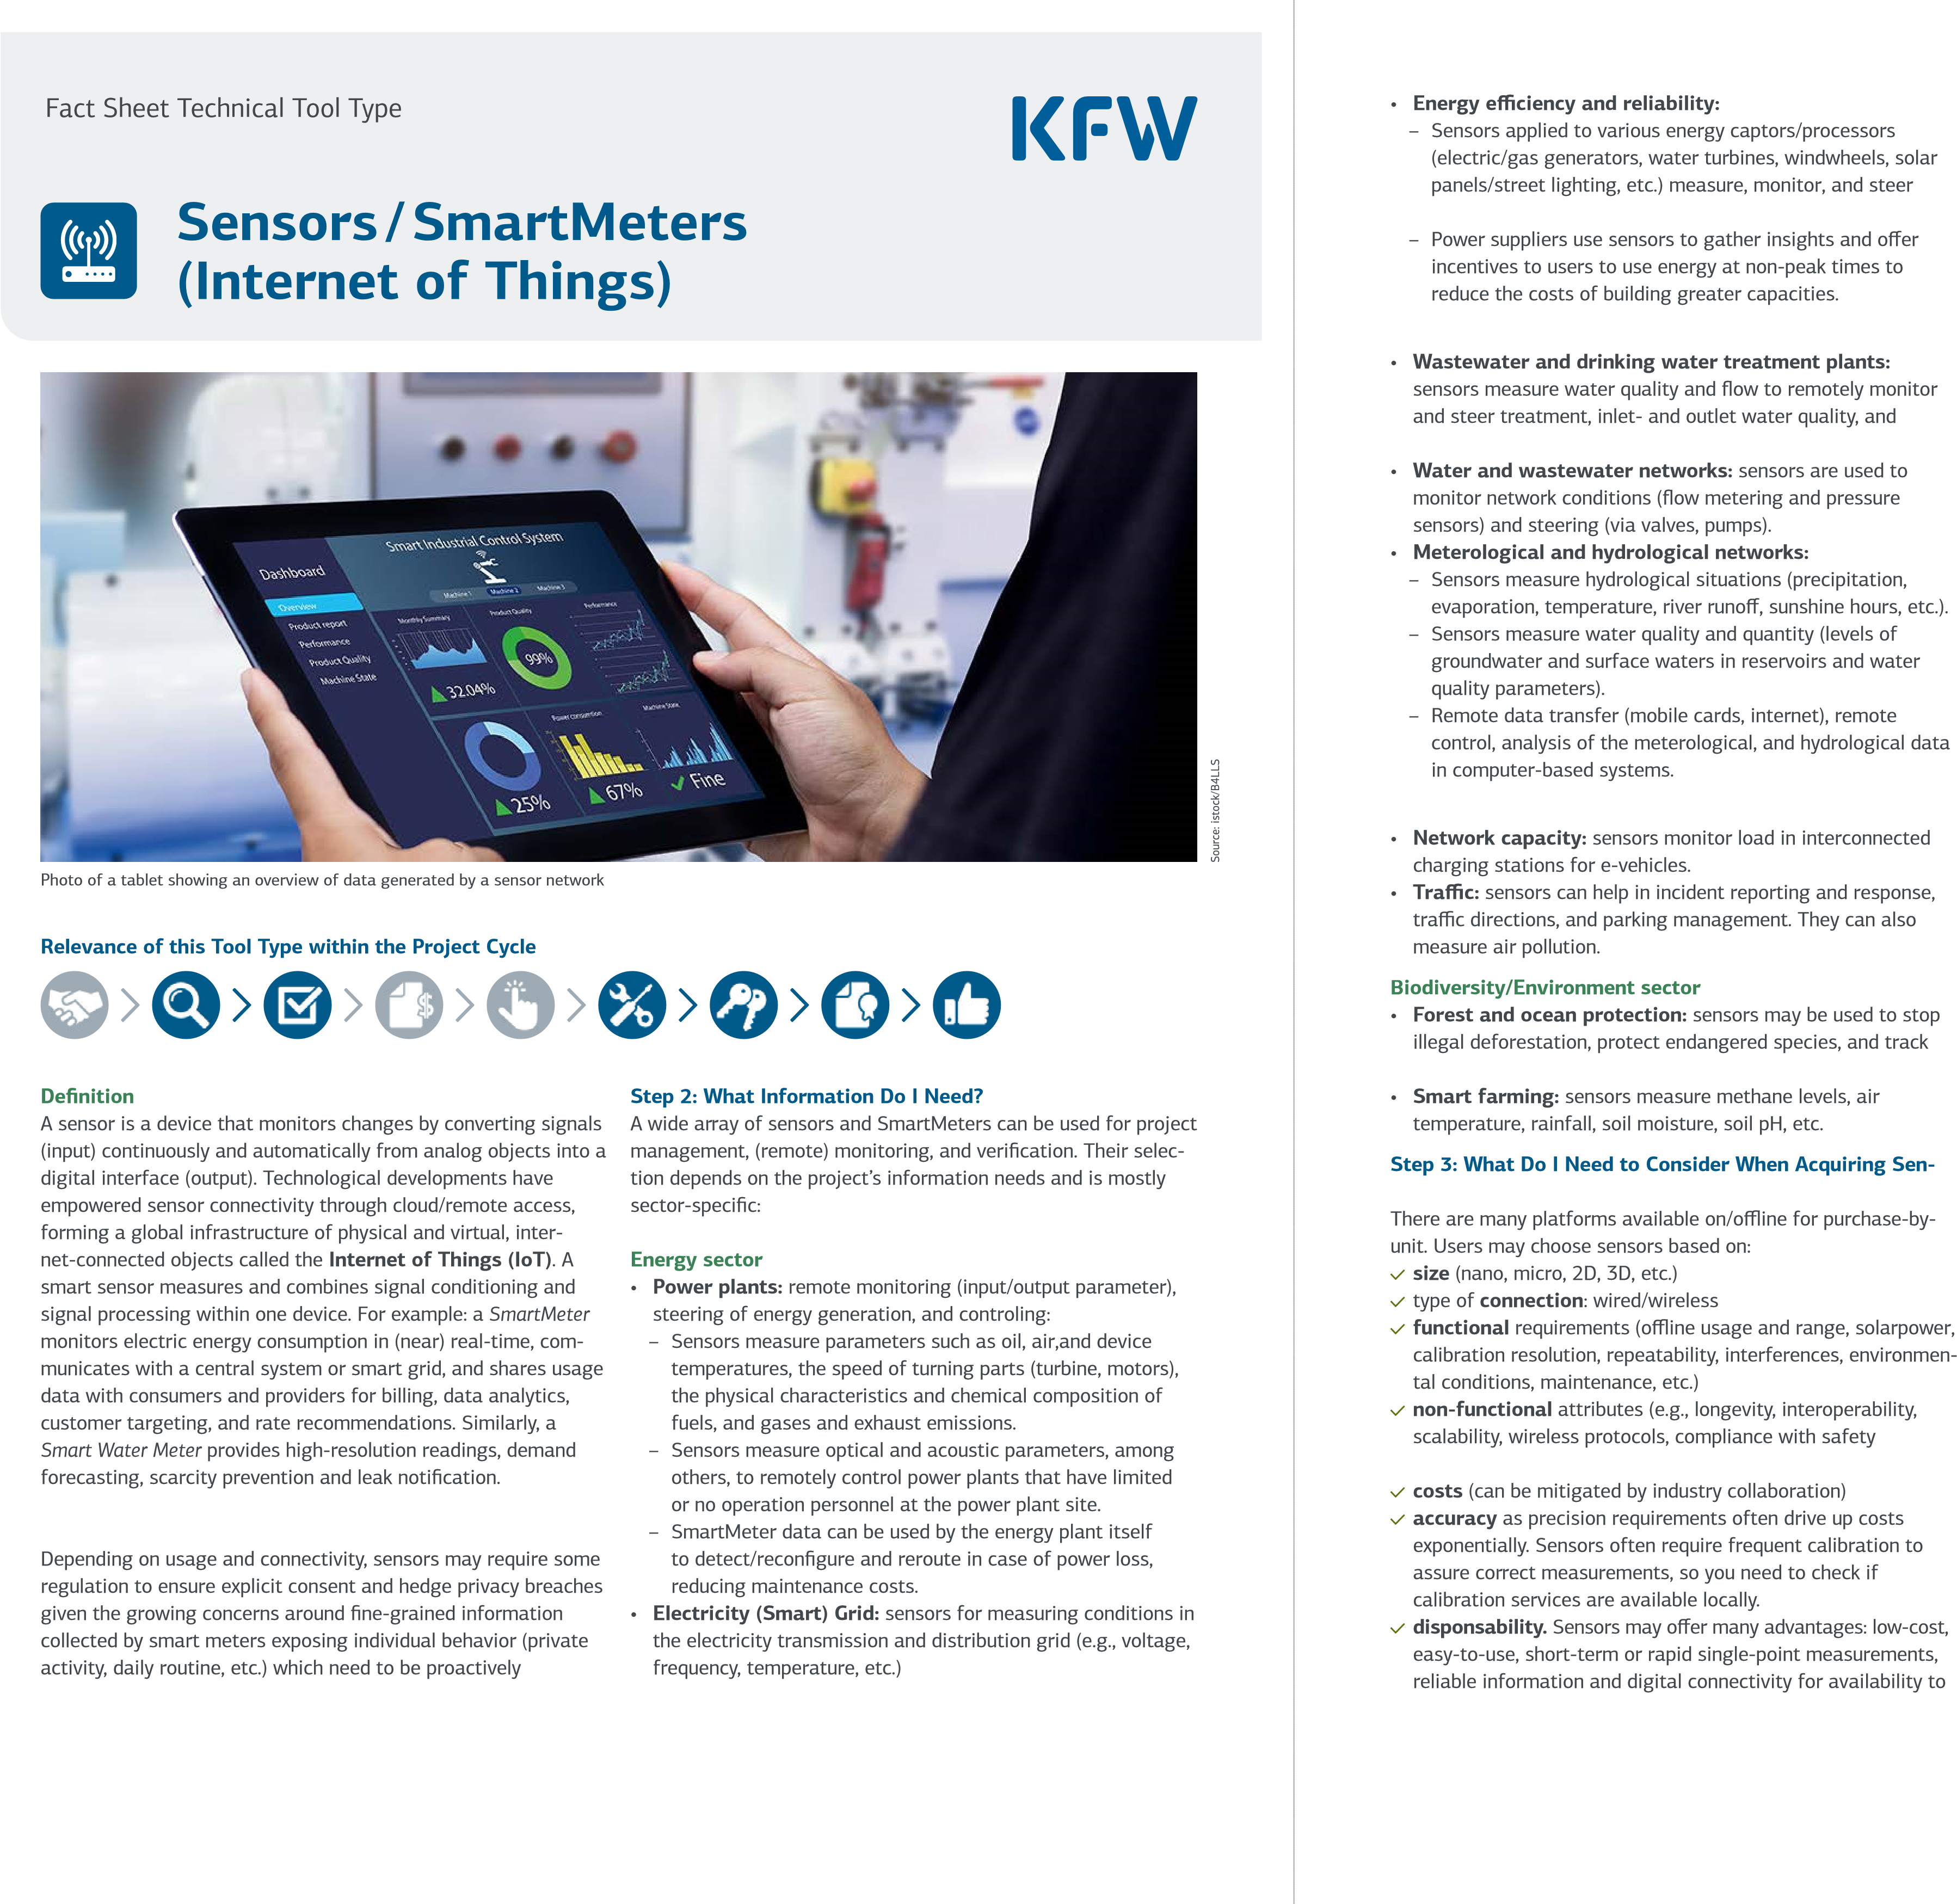 Fact Sheet Technical Tool Type
KFW
Sensors / SmartMeters
(Internet of Things)
Smart Industrial Control System
Dashboard
Machine 1
Machine 2
Machine 3
Overview
Product report
Performance
Product Quality
Machine State
Monthly Summary
Product Quality
Performance
99%
32.04%
Power consumtion
Machine State
25%
67%
Fine
Source: istock/B4LLS
Photo of a tablet showing an overview of data generated by a sensor network
Relevance of this Tool Type within the Project Cycle
Definition
A sensor is a device that monitors changes by converting signals
(input) continuously and automatically from analog objects into a
digital interface (output). Technological developments have
empowered sensor connectivity through cloud/remote access,
forming a global infrastructure of physical and virtual, inter-
net-connected objects called the Internet of Things (IoT). A
smart sensor measures and combines signal conditioning and
signal processing within one device. For example: a SmartMeter
monitors electric energy consumption in (near) real-time, com-
municates with a central system or smart grid, and shares usage
data with consumers and providers for billing, data analytics,
customer targeting, and rate recommendations. Similarly, a
Smart Water Meter provides high-resolution readings, demand
forecasting, scarcity prevention and leak notification.
Depending on usage and connectivity, sensors may require some
regulation to ensure explicit consent and hedge privacy breaches
given the growing concerns around fine-grained information
collected by smart meters exposing individual behavior (private
activity, daily routine, etc.) which need to be proactively
Step 2: What Information Do I Need?
A wide array of sensors and SmartMeters can be used for project
management, (remote) monitoring, and verification. Their selec-
tion depends on the project's information needs and is mostly
sector-specific:
Energy sector
• Power plants: remote monitoring (input/output parameter),
steering of energy generation, and controling:
– Sensors measure parameters such as oil, air,and device
temperatures, the speed of turning parts (turbine, motors),
the physical characteristics and chemical composition of
fuels, and gases and exhaust emissions.
– Sensors measure optical and acoustic parameters, among
others, to remotely control power plants that have limited
or no operation personnel at the power plant site.
– SmartMeter data can be used by the energy plant itself
to detect/reconfigure and reroute in case of power loss,
reducing maintenance costs.
• Electricity (Smart) Grid: sensors for measuring conditions in
the electricity transmission and distribution grid (e.g., voltage,
frequency, temperature, etc.)
• Energy efficiency and reliability:
– Sensors applied to various energy captors/processors
(electric/gas generators, water turbines, windwheels, solar
panels/street lighting, etc.) measure, monitor, and steer
– Power suppliers use sensors to gather insights and offer
incentives to users to use energy at non-peak times to
reduce the costs of building greater capacities.
• Wastewater and drinking water treatment plants:
sensors measure water quality and flow to remotely monitor
and steer treatment, inlet- and outlet water quality, and
• Water and wastewater networks: sensors are used to
monitor network conditions (flow metering and pressure
sensors) and steering (via valves, pumps).
• Meterological and hydrological networks:
– Sensors measure hydrological situations (precipitation,
evaporation, temperature, river runoff, sunshine hours, etc.).
– Sensors measure water quality and quantity (levels of
groundwater and surface waters in reservoirs and water
quality parameters).
– Remote data transfer (mobile cards, internet), remote
control, analysis of the meterological, and hydrological data
in computer-based systems.
• Network capacity: sensors monitor load in interconnected
charging stations for e-vehicles.
• Traffic: sensors can help in incident reporting and response,
traffic directions, and parking management. They can also
measure air pollution.
Biodiversity/Environment sector
• Forest and ocean protection: sensors may be used to stop
illegal deforestation, protect endangered species, and track
• Smart farming: sensors measure methane levels, air
temperature, rainfall, soil moisture, soil pH, etc.
Step 3: What Do I Need to Consider When Acquiring Sen-
There are many platforms available on/offline for purchase-by-
unit. Users may choose sensors based on:
✓ size (nano, micro, 2D, 3D, etc.)
✓ type of connection: wired/wireless
✓ functional requirements (offline usage and range, solarpower,
calibration resolution, repeatability, interferences, environmen-
tal conditions, maintenance, etc.)
✓ non-functional attributes (e.g., longevity, interoperability,
scalability, wireless protocols, compliance with safety
✓ costs (can be mitigated by industry collaboration)
✓ accuracy as precision requirements often drive up costs
exponentially. Sensors often require frequent calibration to
assure correct measurements, so you need to check if
calibration services are available locally.
✓ disponsability. Sensors may offer many advantages: low-cost,
easy-to-use, short-term or rapid single-point measurements,
reliable information and digital connectivity for availability to